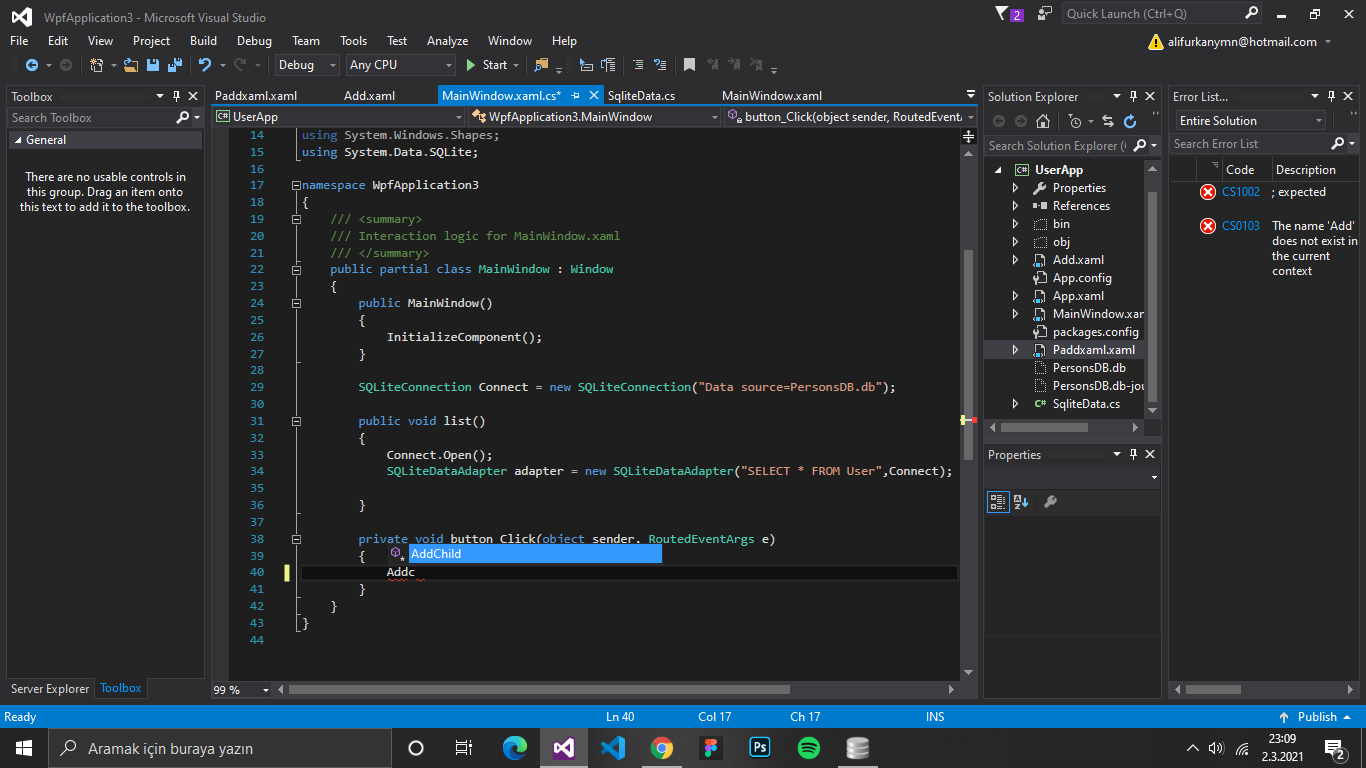 WpfApplication3 - Microsoft Visual Studio
2
Quick Launch (Ctrl+Q)
File Edit View Project Build Debug Team Tools Test Analyze Window Help
alifurkanymn@hotmail.com
Debug Any CPU Start
Toolbox
Search Toolbox
General
There are no usable controls in
this group. Drag an item onto
this text to add it to the toolbox.
Server Explorer Toolbox
Paddxaml.xaml Add.xaml MainWindow.xaml.cs* SqliteData.cs MainWindow.xaml
UserApp WpfApplication3.MainWindow button_Click(object sender, RoutedEvent
14 using System.Windows.Shapes;
15 using System.Data.SQLite;
16
17 namespace WpfApplication3
18 {
19 /// <summary>
20 /// Interaction logic for MainWindow.xaml
21 /// </summary>
22 public partial class MainWindow : Window
23 {
24 public MainWindow()
25 {
26 InitializeComponent();
27 }
28
29 SQLiteConnection Connect = new SQLiteConnection("Data source=PersonsDB.db");
30
31 public void list()
32 {
33 Connect.Open();
34 SQLiteDataAdapter adapter = new SQLiteDataAdapter("SELECT * FROM User",Connect);
35
36 }
37
38 private void button_Click(object sender, RoutedEventArgs e)
39 {
AddChild
40 Addc
41 }
42 }
43 }
44
99 %
Solution Explorer
Search Solution Explorer (
UserApp
Properties
References
bin
obj
Add.xaml
App.config
App.xaml
MainWindow.xar
packages.config
Paddxaml.xaml
PersonsDB.db
PersonsDB.db-jou
SqliteData.cs
Properties
Error List...
Entire Solution
Search Error List
Code Description
CS1002 ; expected
CS0103 The name 'Add'
does not exist in
the current
context
Ready Ln 40 Col 17 Ch 17 INS Publish
Aramak için buraya yazın
Ps
23:09
2.3.2021
2